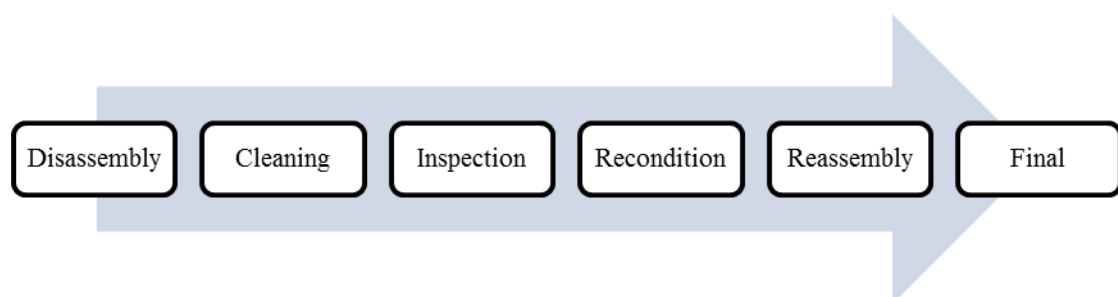 Disassembly
Cleaning
Inspection
Recondition
Reassembly
Final